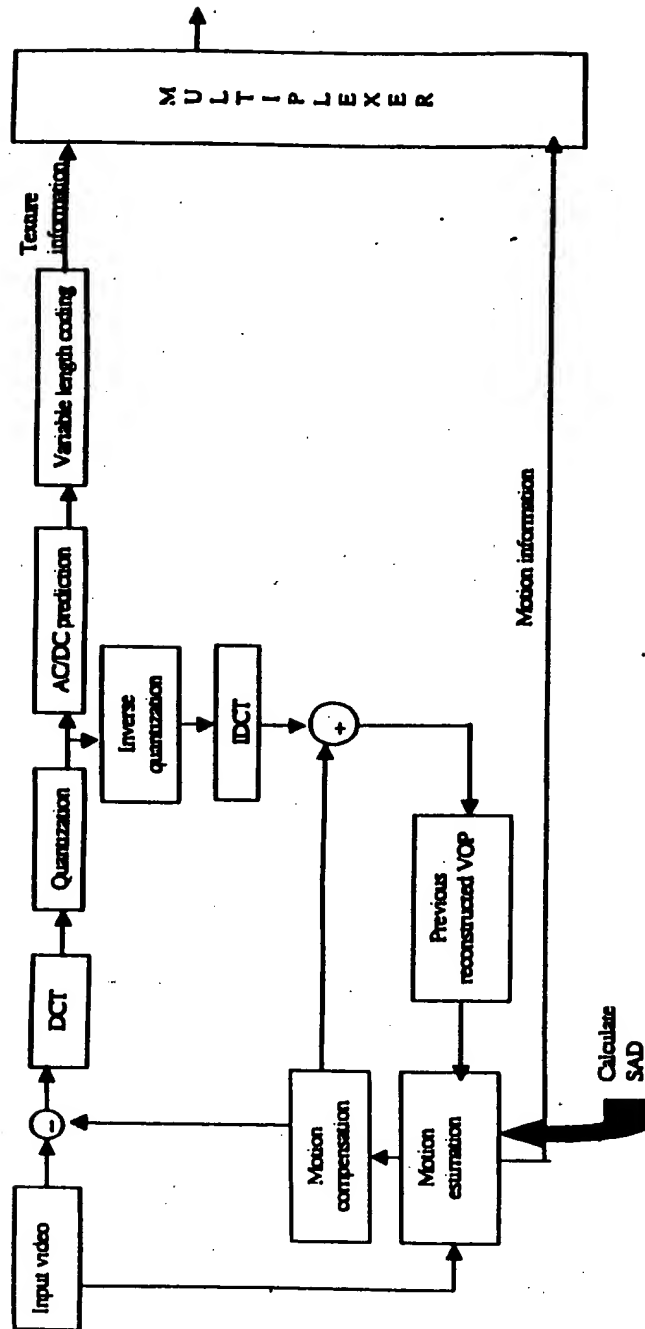 Input video
-
DCT
Quantization
AC/DC prediction
Variable length coding
Texture
information
MULTIPLEXER
Inverse
quantization
IDCT
+
Previous
reconstructed VOP
Motion
compensation
Motion
estimation
Motion information
Calculate
SAD